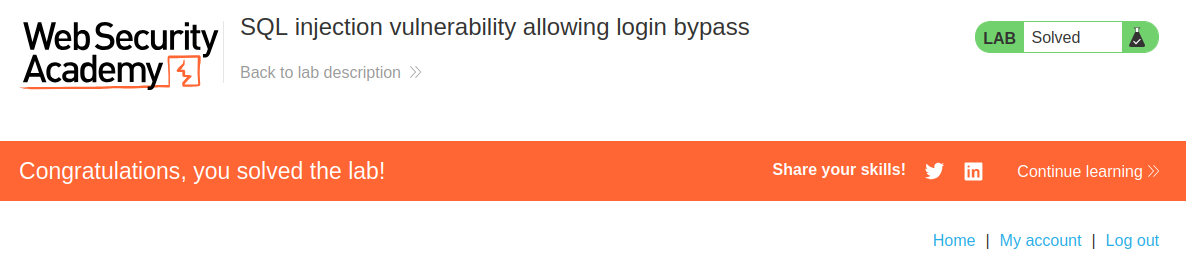 Web Security
Academy
SQL injection vulnerability allowing login bypass
Back to lab description
LAB Solved
Congratulations, you solved the lab!
Share your skills!
Continue learning
Home | My account | Log out